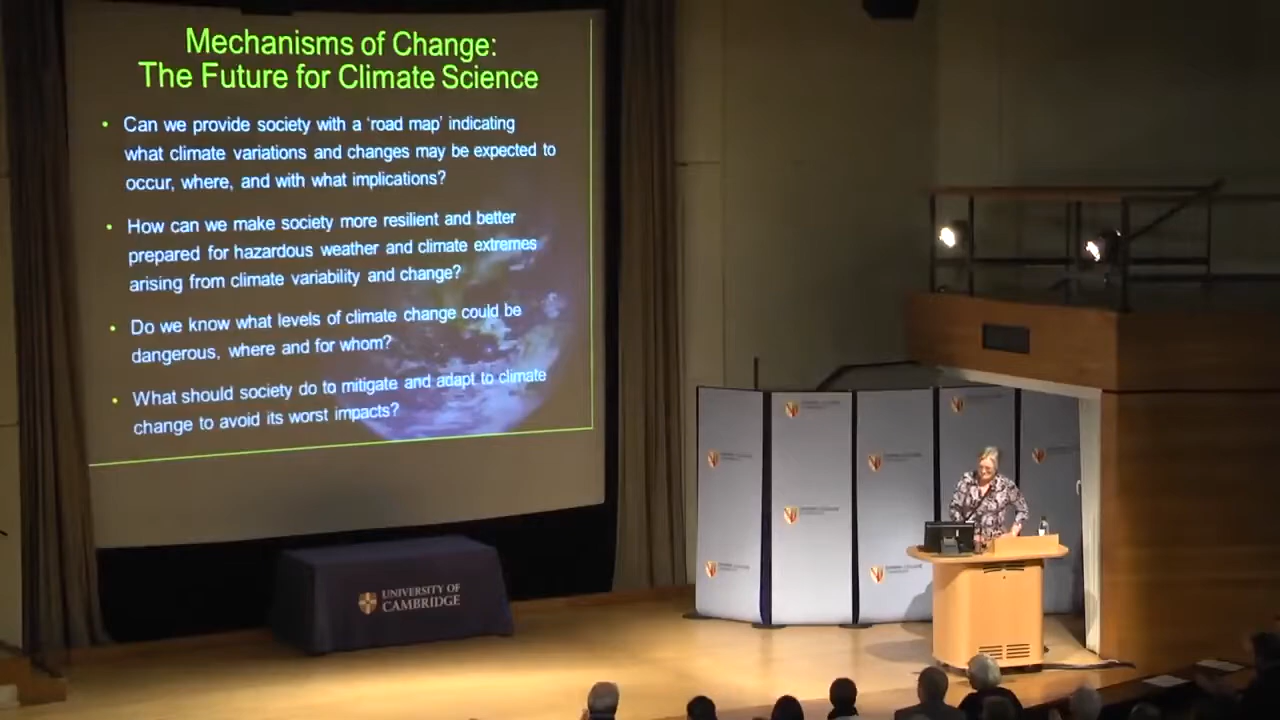 Mechanisms of Change:
The Future for Climate Science
• Can we provide society with a ‘road map’ indicating
what climate variations and changes may be expected to
occur, where, and with what implications?
• How can we make society more resilient and better
prepared for hazardous weather and climate extremes
arising from climate variability and change?
• Do we know what levels of climate change could be
dangerous, where and for whom?
• What should society do to mitigate and adapt to climate
change to avoid its worst impacts?
UNIVERSITY OF
CAMBRIDGE